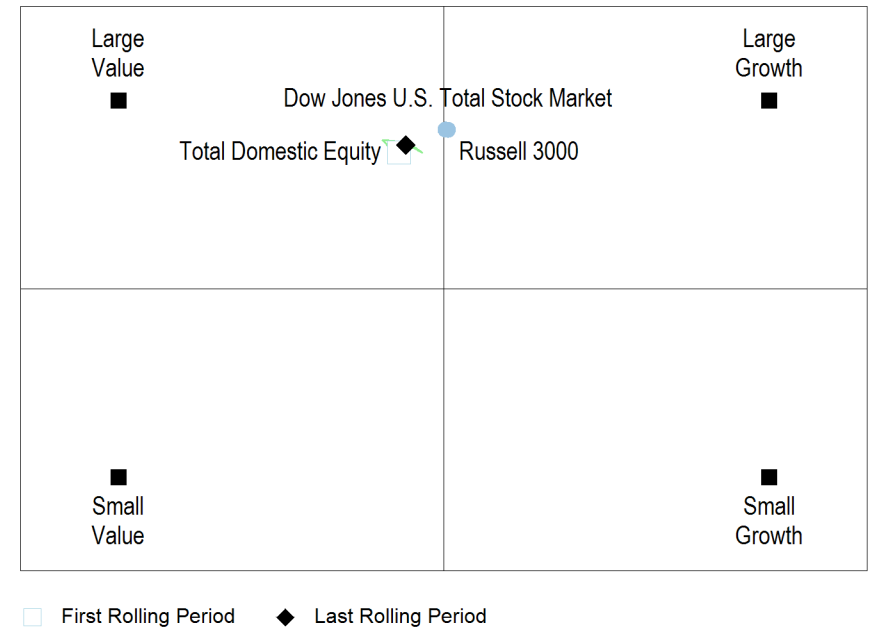 Large
Value
Large
Growth
Dow Jones U.S. Total Stock Market
Total Domestic Equity
Russell 3000
Small
Value
Small
Growth
First Rolling Period
Last Rolling Period